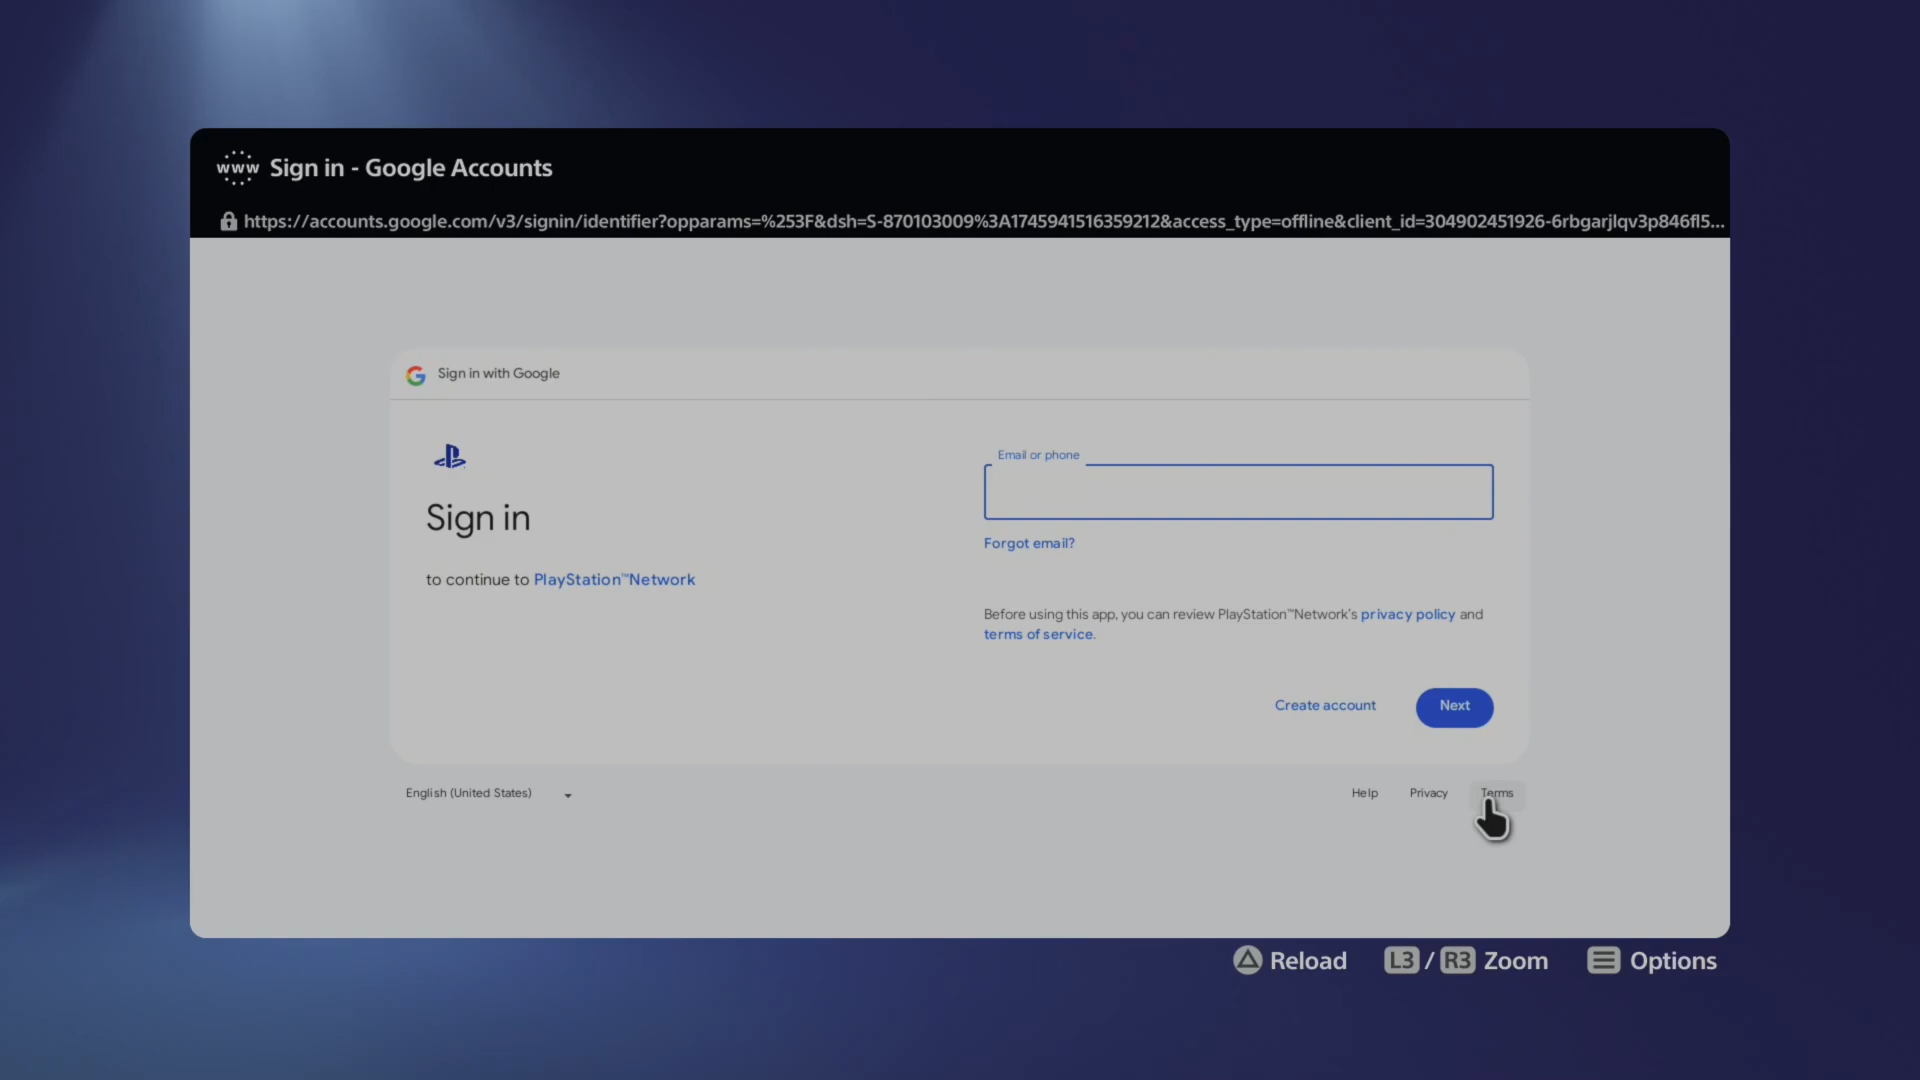 www Sign in - Google Accounts
https://accounts.google.com/v3/signin/identifier?opparams=%253F&dsh=S-870103009%3A1745941516359212&access_type=offline&client_id=304902451926-6rbgarjlqv3p846fl5...
Sign in with Google
Sign in
to continue to PlayStation™Network
Email or phone
Forgot email?
Before using this app, you can review PlayStation™Network's privacy policy and
terms of service.
Create account Next
English (United States) Help Privacy Terms
Reload L3 / R3 Zoom Options